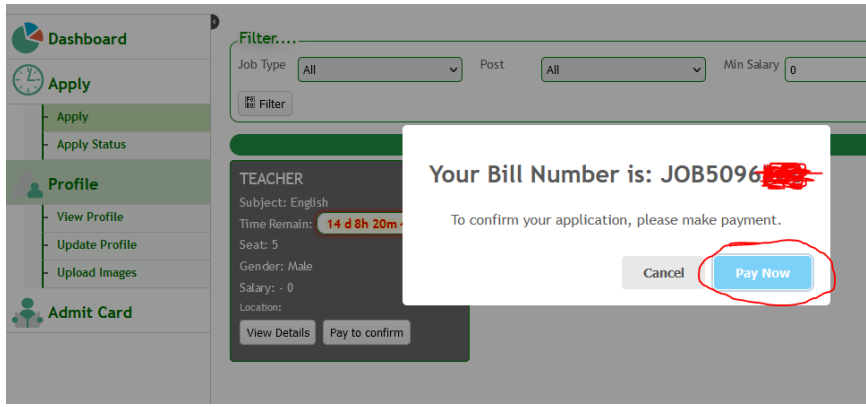 Dashboard
Apply
Apply
Apply Status
Profile
View Profile
Update Profile
Upload Images
Admit Card
Filter....
Job Type All Post All Min Salary 0
Filter
TEACHER
Subject: English
Time Remain: 14 d 8h 20m
Seat: 5
Gender: Male
Salary: - 0
Location:
View Details Pay to confirm
Your Bill Number is: JOB5096
To confirm your application, please make payment.
Cancel Pay Now